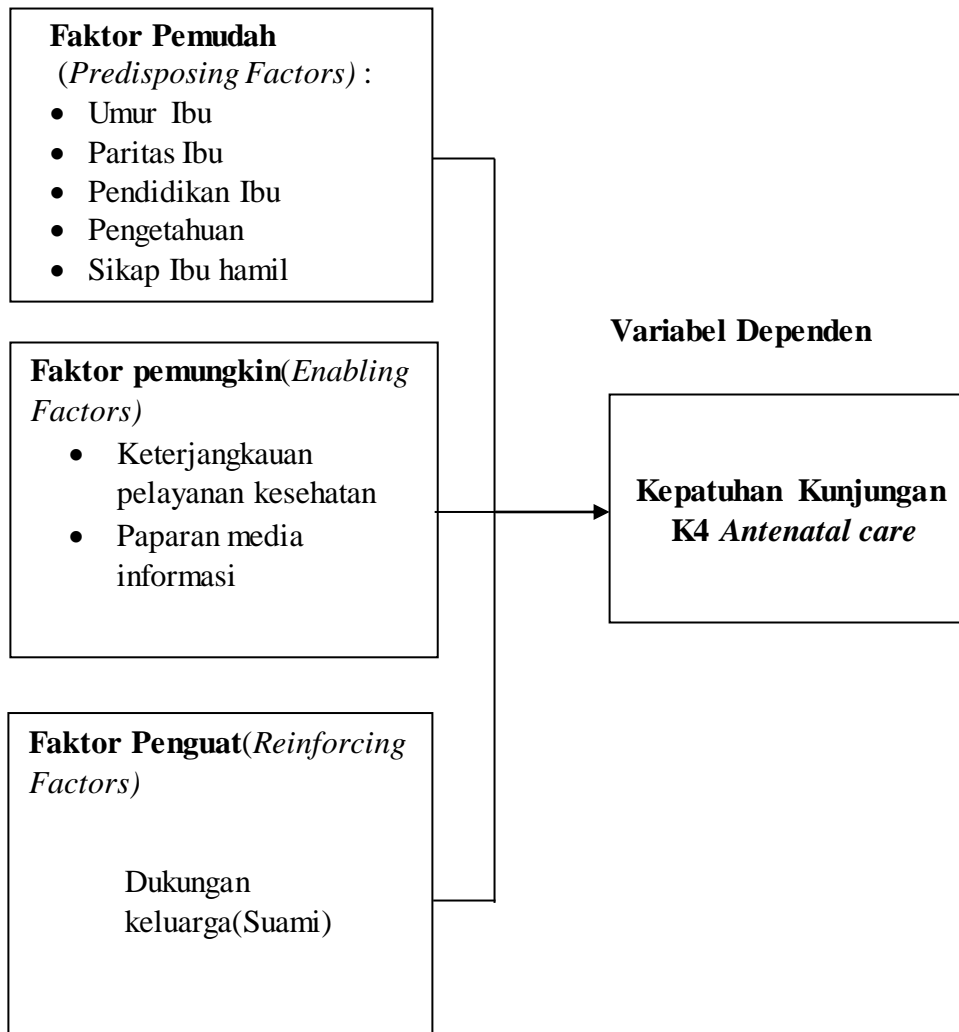 Faktor Pemudah
(Predisposing Factors) :
• Umur Ibu
• Paritas Ibu
• Pendidikan Ibu
• Pengetahuan
• Sikap Ibu hamil
Faktor pemungkin(Enabling
Factors)
• Keterjangkauan
pelayanan kesehatan
• Paparan media
informasi
Faktor Penguat(Reinforcing
Factors)
Dukungan
keluarga(Suami)
Variabel Dependen
Kepatuhan Kunjungan
K4 Antenatal care